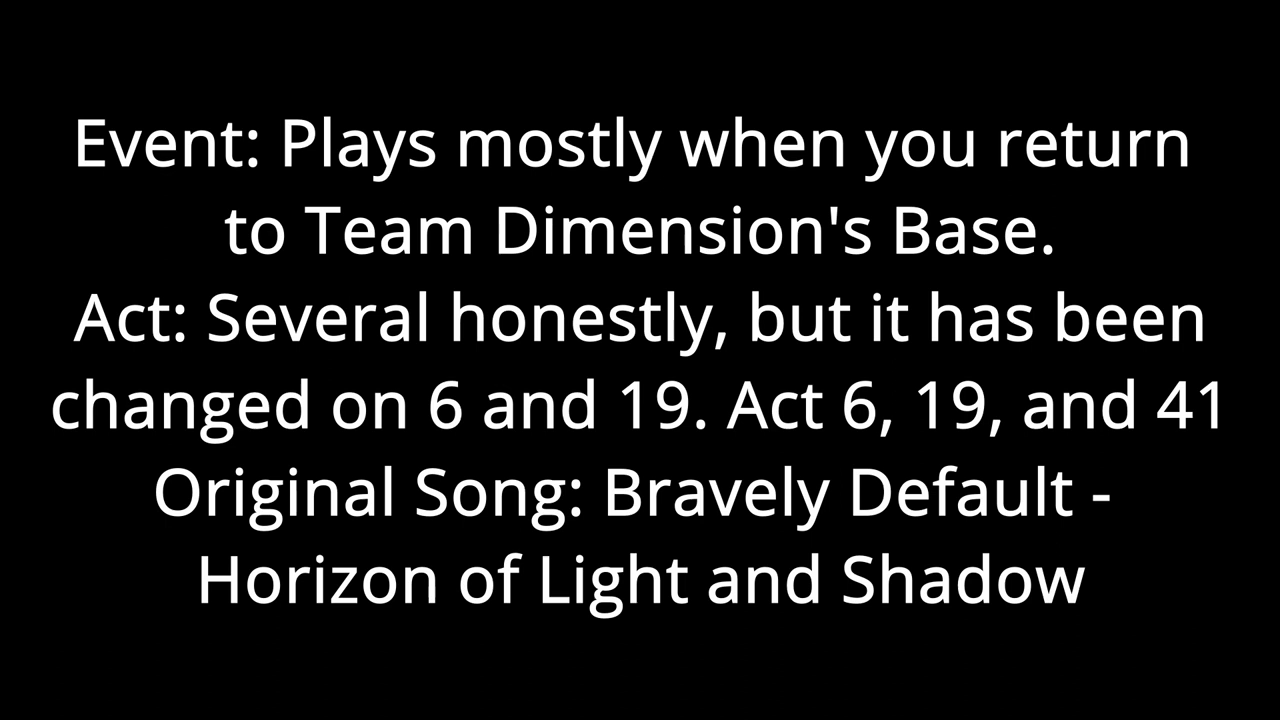 Event: Plays mostly when you return
to Team Dimension's Base.
Act: Several honestly, but it has been
changed on 6 and 19. Act 6, 19, and 41
Original Song: Bravely Default -
Horizon of Light and Shadow